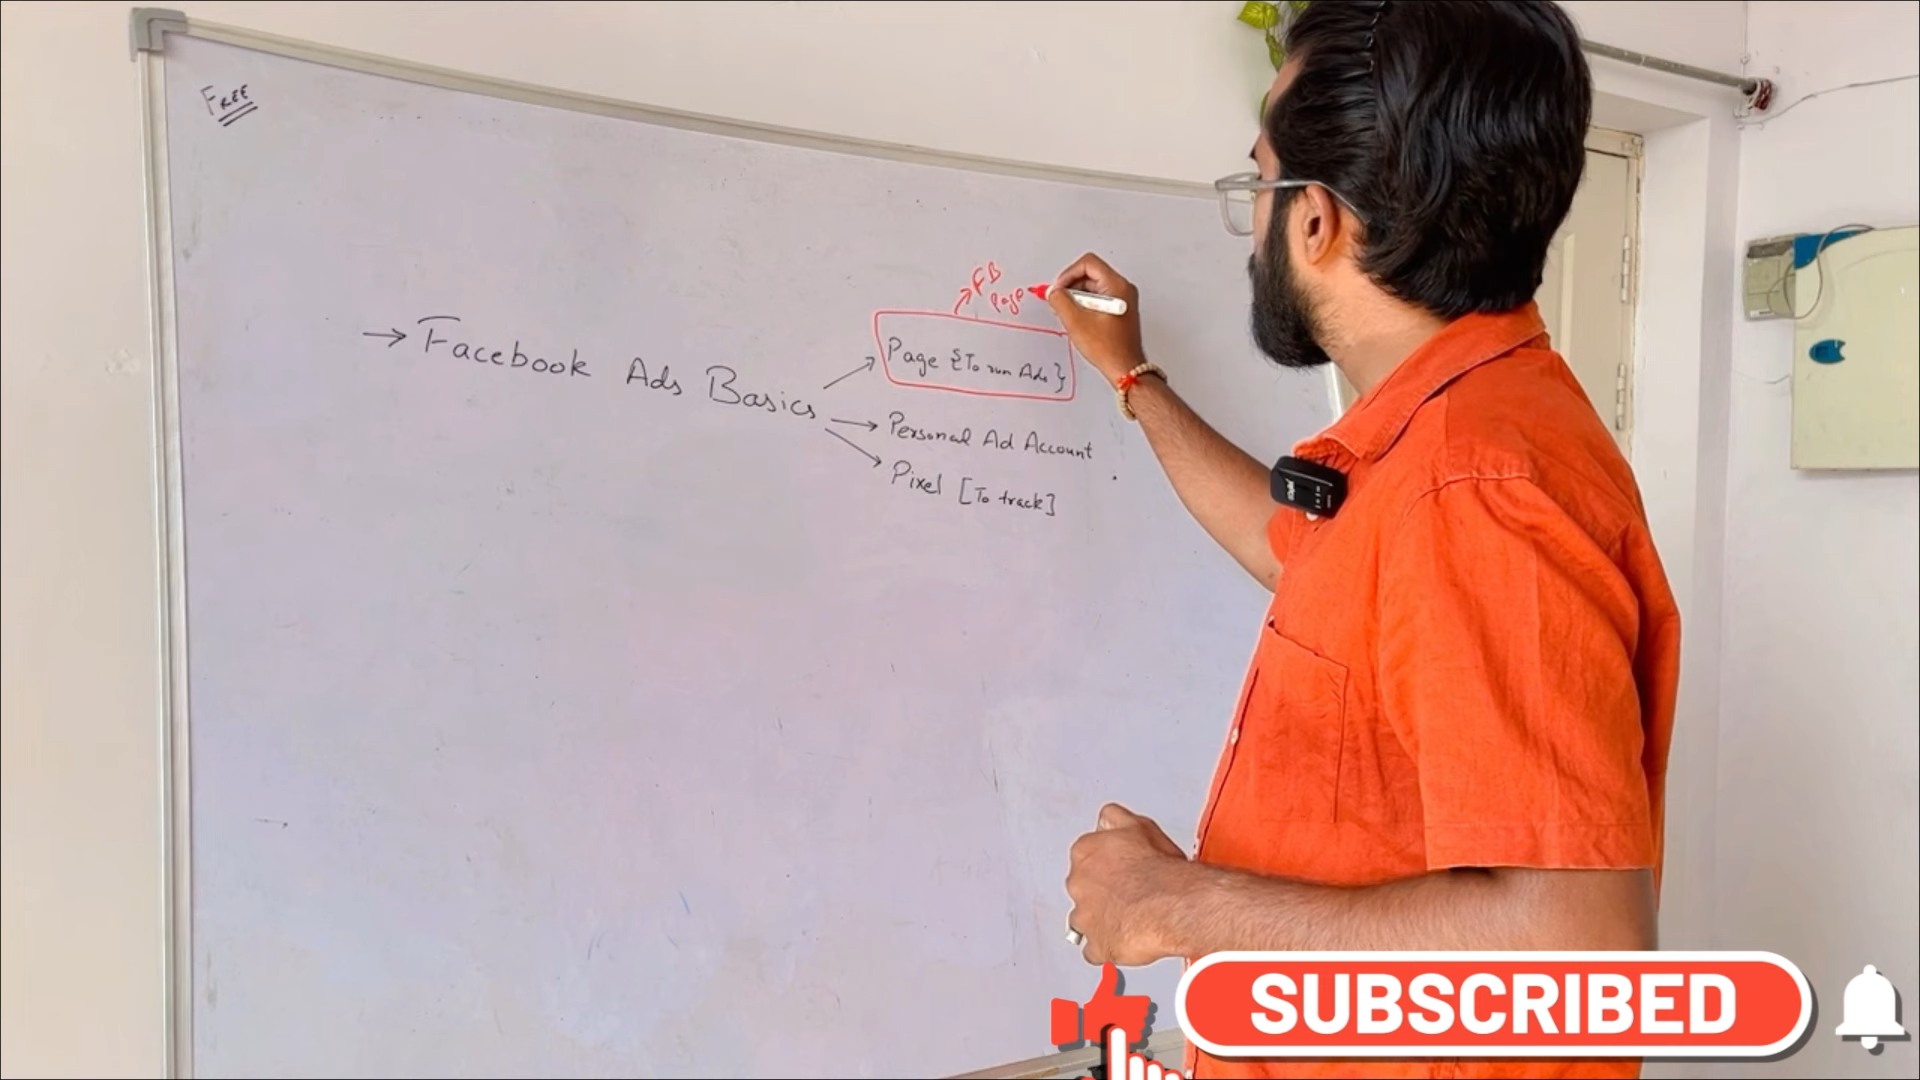 FREE
FB
Page
→ Facebook Ads Basics
Page {To run Ads}
Personal Ad Account
Pixel [To track]
SUBSCRIBED